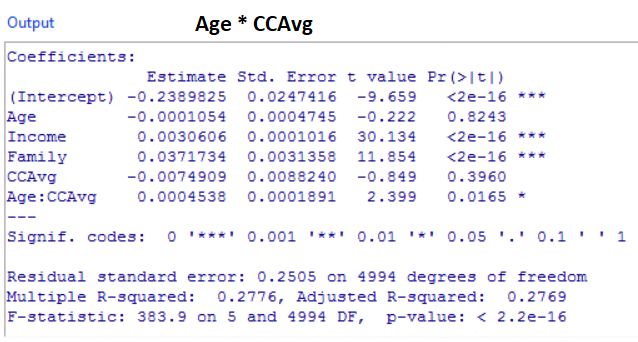 Output
Age * CCAvg
Coefficients:
Estimate Std. Error t value Pr(>|t|)
(Intercept) -0.2389825 0.0247416 -9.659 <2e-16 ***
Age -0.0001054 0.0004745 -0.222 0.8243
Income 0.0030606 0.0001016 30.134 <2e-16 ***
Family 0.0371734 0.0031358 11.854 <2e-16 ***
CCAvg -0.0074909 0.0088240 -0.849 0.3960
Age:CCAvg 0.0004538 0.0001891 2.399 0.0165 *
---
Signif. codes: 0 '***' 0.001 '**' 0.01 '*' 0.05 '.' 0.1 ' ' 1
Residual standard error: 0.2505 on 4994 degrees of freedom
Multiple R-squared: 0.2776, Adjusted R-squared: 0.2769
F-statistic: 383.9 on 5 and 4994 DF, p-value: < 2.2e-16